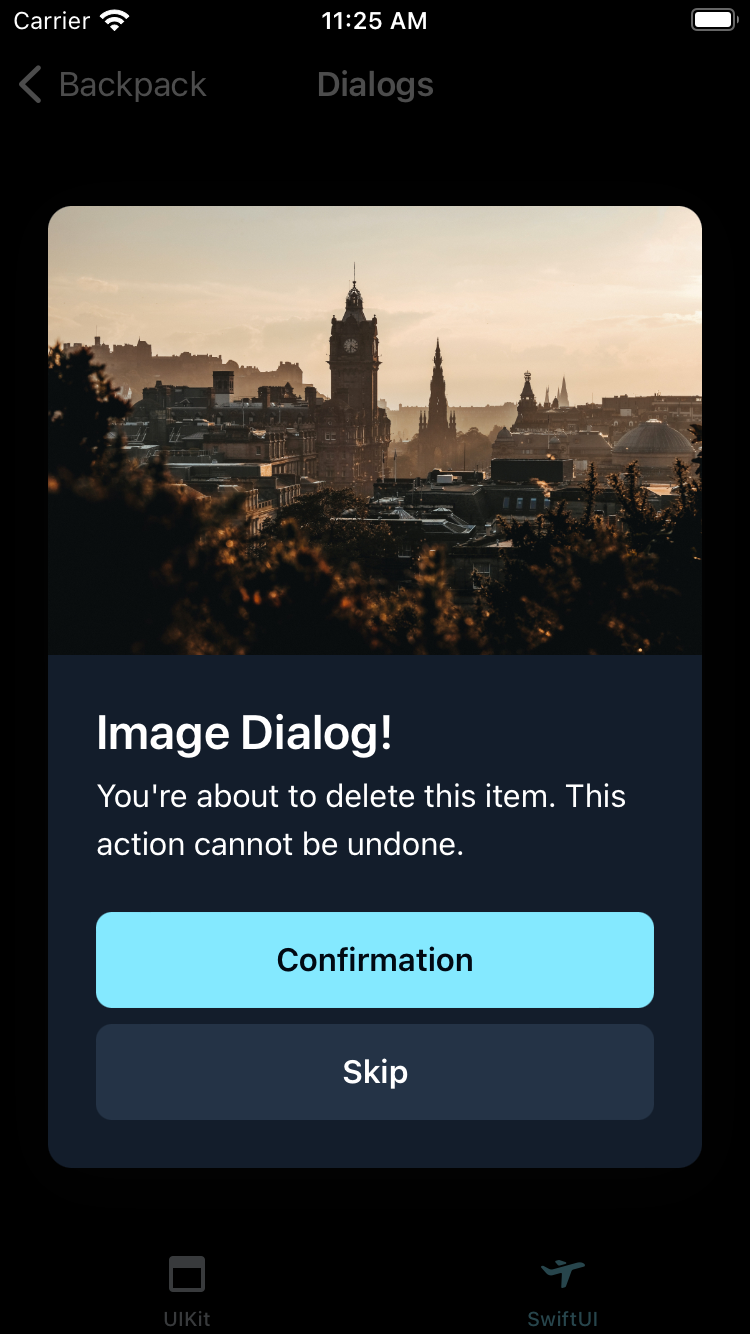 Carrier 11:25 AM
Backpack Dialogs
Image Dialog!
You're about to delete this item. This
action cannot be undone.
Confirmation
Skip
UIKit SwiftUI